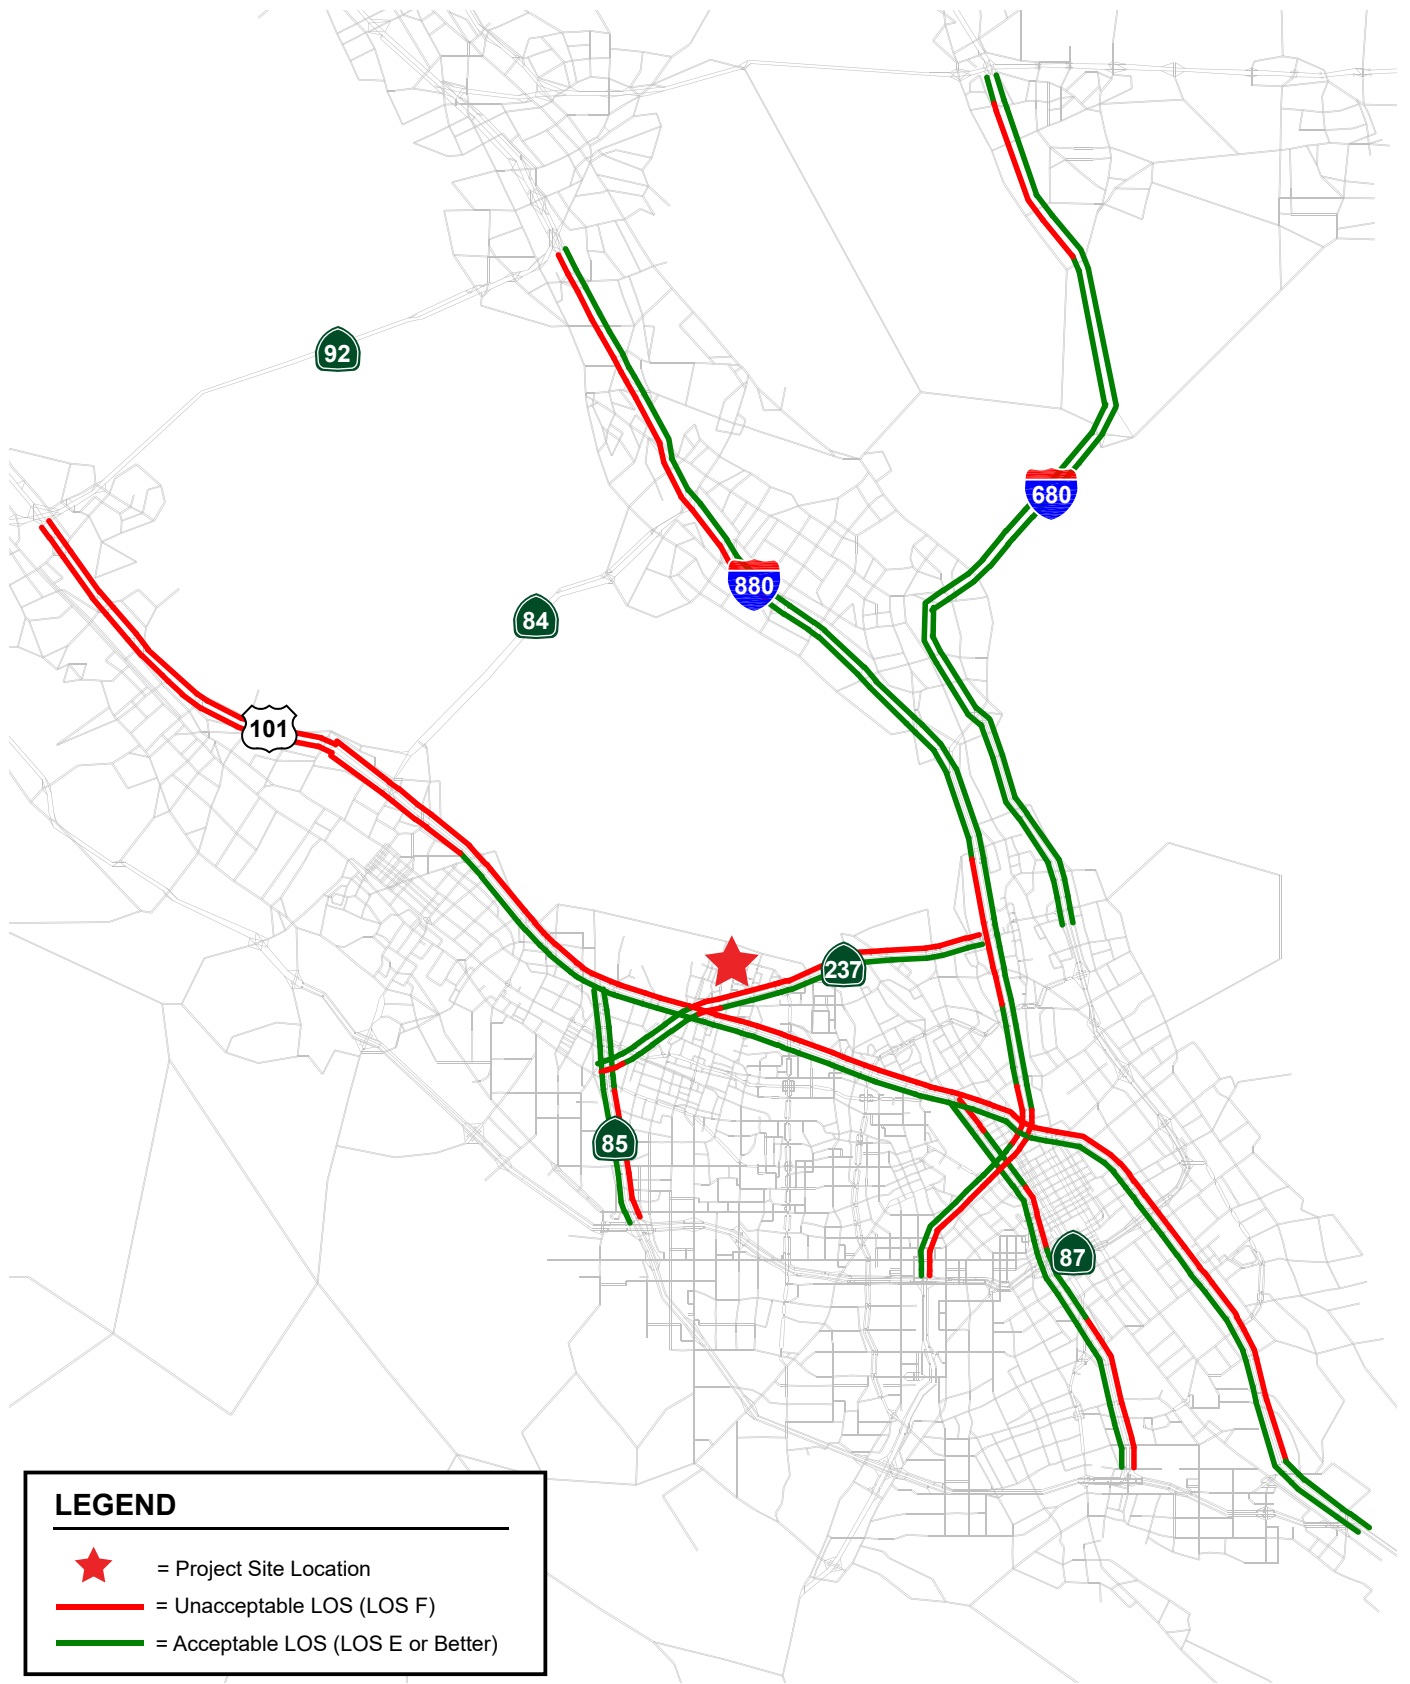 92
680
880
84
101
237
85
87
LEGEND
= Project Site Location
= Unacceptable LOS (LOS F)
= Acceptable LOS (LOS E or Better)